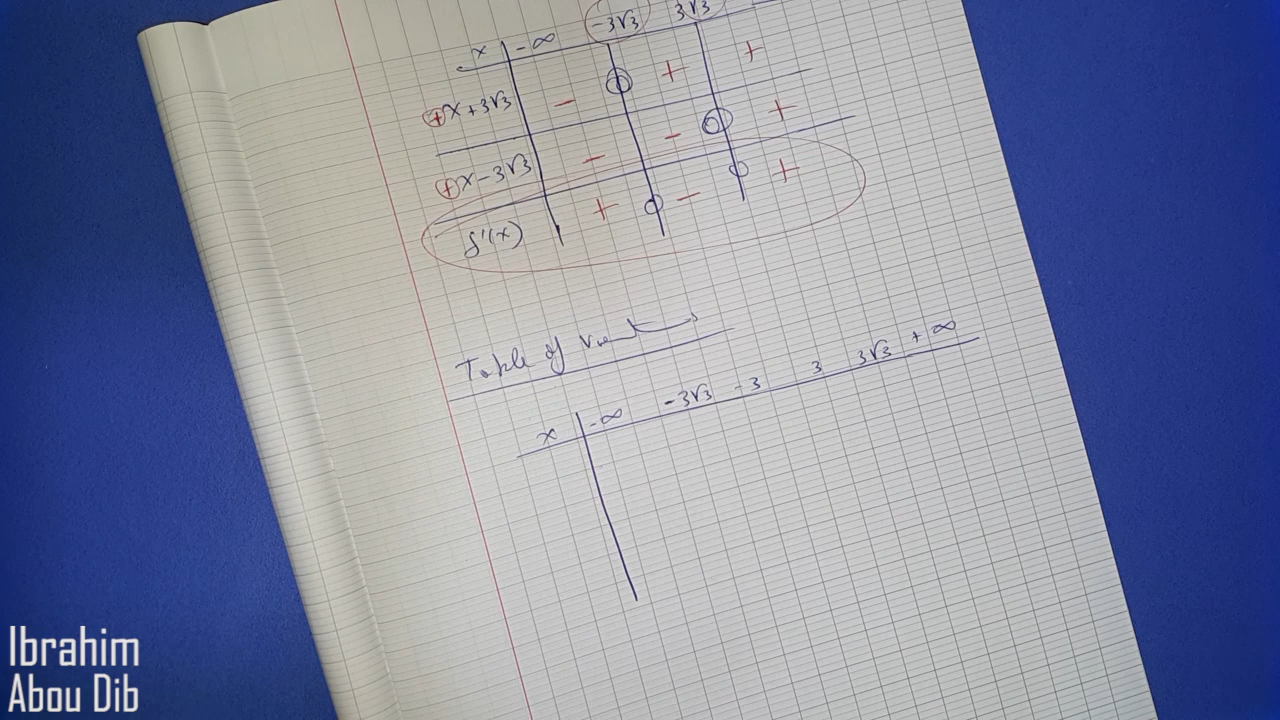 x -∞ -3√3 3√3
+x+3√3 - 0 + +
+x-3√3 - - 0 +
f'(x) + 0 - 0 +
Table of
x -∞ -3√3 -3 3 3√3 +∞
Ibrahim
Abou Dib